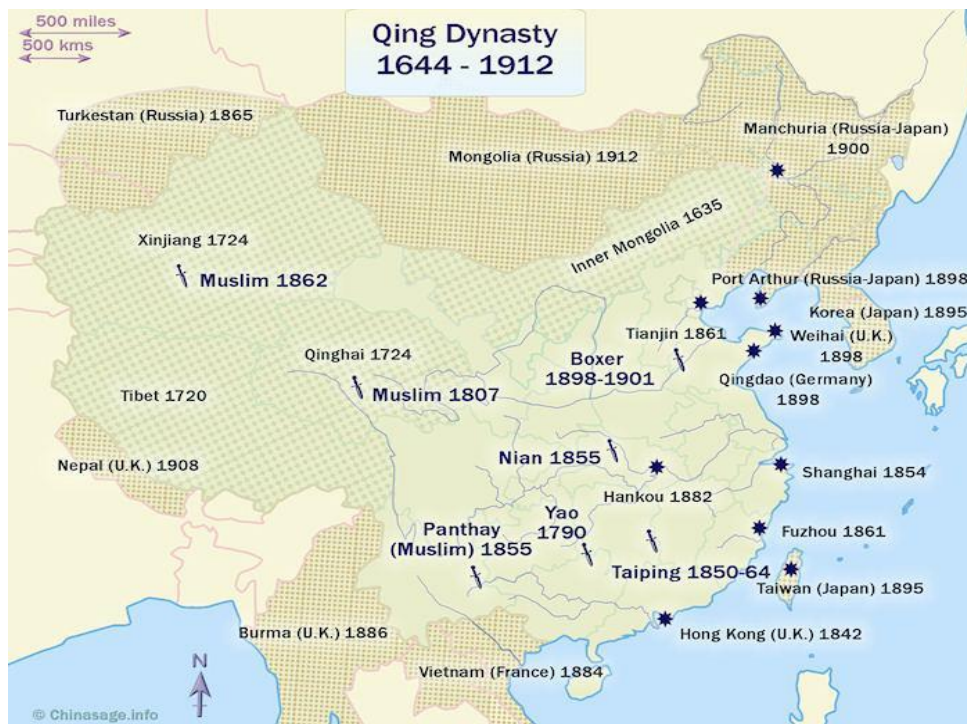 500 miles
500 kms
Qing Dynasty
1644 - 1912
Turkestan (Russia) 1865
Mongolia (Russia) 1912
Manchuria (Russia-Japan)
1900
Inner Mongolia 1635
Xinjiang 1724
Muslim 1862
Port Arthur (Russia-Japan) 1898
Korea (Japan) 1895
Tianjin 1861
Weihai (U.K.)
1898
Qinghai 1724
Boxer
1898-1901
Qingdao (Germany)
1898
Tibet 1720
Muslim 1807
Nepal (U.K.) 1908
Nian 1855
Shanghai 1854
Hankou 1882
Yao
1790
Panthay
(Muslim) 1855
Fuzhou 1861
Taiping 1850-64
Taiwan (Japan) 1895
Burma (U.K.) 1886
Hong Kong (U.K.) 1842
Vietnam (France) 1884
N
© Chinasage.info